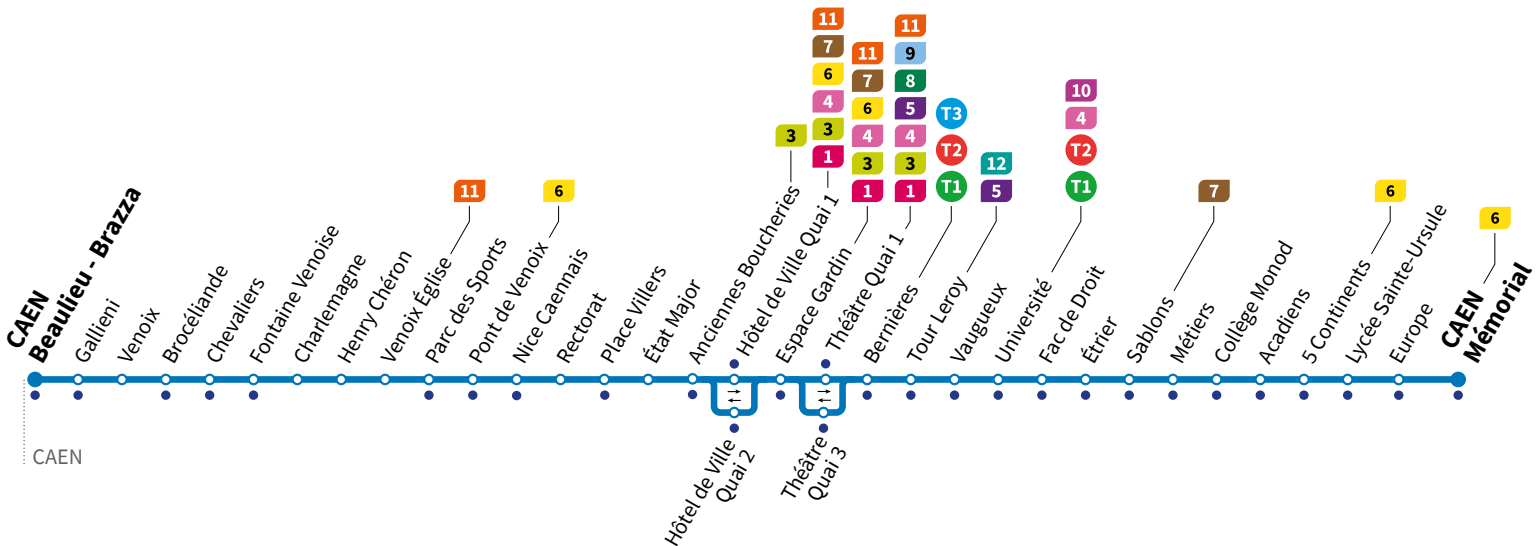 CAEN
Beaulieu - Brazza
Gallieni
Venoix
Brocéliande
Chevaliers
Fontaine Venoise
Charlemagne
Henry Chéron
Venoix Église
11
Parc des Sports
Pont de Venoix
6
Nice Caennais
Rectorat
Place Villers
État Major
Anciennes Boucheries
3
Hôtel de Ville Quai 1
11
7
6
4
3
1
Espace Gardin
11
7
6
4
3
1
Théâtre Quai 1
11
9
8
5
4
3
1
Bernières
T3
T2
T1
Tour Leroy
12
5
Vaugueux
Université
10
4
T2
T1
Fac de Droit
Étrier
Sablons
7
Métiers
Collège Monod
Acadiens
5 Continents
6
Lycée Sainte-Ursule
Europe
CAEN
Mémorial
6
Hôtel de Ville
Quai 2
Théâtre
Quai 3
CAEN